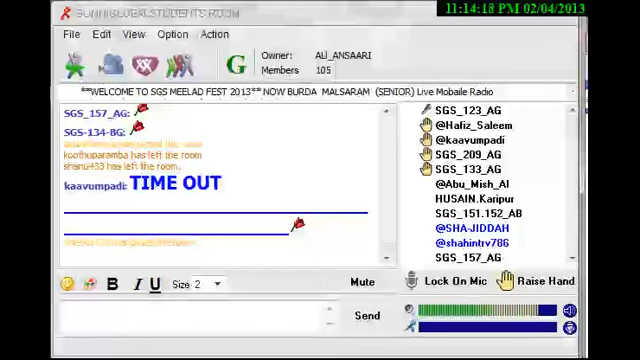 11:14:18 PM 02/04/2013
SUNNIGLOBALSTUDENTS ROOM
File Edit View Option Action
G
Owner: ALI_ANSAARI
Members 105
**WELCOME TO SGS MEELAD FEST 2013** NOW BURDA MALSARAM (SENIOR) Live Mobaile Radio
SGS_157_AG:
SGS-134-BG:
koothuparamba has left the room
has left the room.
kaavumpadi: TIME OUT
SGS_123_AG
@Hafiz_Saleem
@kaavumpadi
SGS_209_AG
SGS_133_AG
@Abu_Mish_Al
HUSAIN.Karipur
SGS_151.152_AB
@SHA-JIDDAH
@shahintrv786
SGS_157_AG
B I U Size 2 Mute Lock On Mic Raise Hand
Send